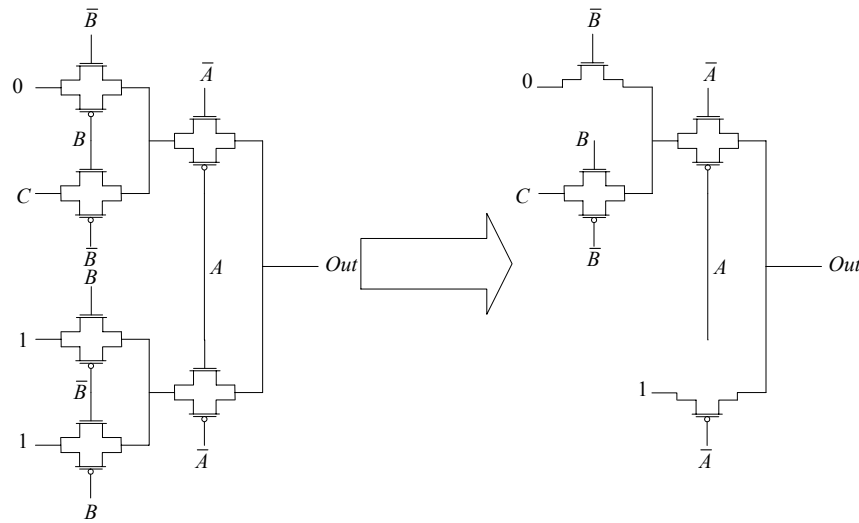 B̅ B̅
A̅ A̅
0 0
B B
C C
B̅ B̅
B
A Out A Out
1 1
B̅
1
A̅ A̅
B